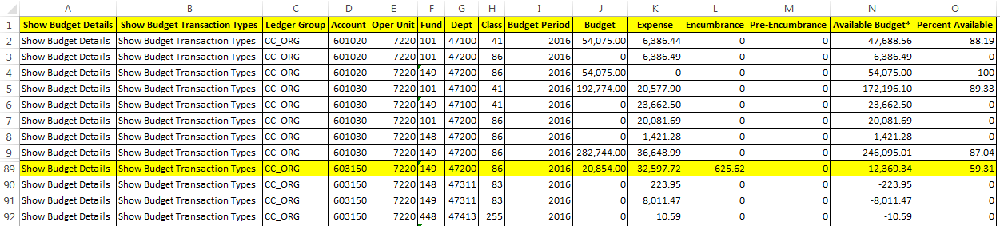 A B C D E F G H I J K L M N O
1 Show Budget Details Show Budget Transaction Types Ledger Group Account Oper Unit Fund Dept Class Budget Period Budget Expense Encumbrance Pre-Encumbrance Available Budget* Percent Available
2 Show Budget Details Show Budget Transaction Types CC_ORG 601020 7220 101 47100 41 2016 54,075.00 6,386.44 0 0 47,688.56 88.19
3 Show Budget Details Show Budget Transaction Types CC_ORG 601020 7220 101 47200 86 2016 0 6,386.49 0 0 -6,386.49 0
4 Show Budget Details Show Budget Transaction Types CC_ORG 601020 7220 149 47200 86 2016 54,075.00 0 0 0 54,075.00 100
5 Show Budget Details Show Budget Transaction Types CC_ORG 601030 7220 101 47100 41 2016 192,774.00 20,577.90 0 0 172,196.10 89.33
6 Show Budget Details Show Budget Transaction Types CC_ORG 601030 7220 149 47100 41 2016 0 23,662.50 0 0 -23,662.50 0
7 Show Budget Details Show Budget Transaction Types CC_ORG 601030 7220 101 47200 86 2016 0 20,081.69 0 0 -20,081.69 0
8 Show Budget Details Show Budget Transaction Types CC_ORG 601030 7220 148 47200 86 2016 0 1,421.28 0 0 -1,421.28 0
9 Show Budget Details Show Budget Transaction Types CC_ORG 601030 7220 149 47200 86 2016 282,744.00 36,648.99 0 0 246,095.01 87.04
89 Show Budget Details Show Budget Transaction Types CC_ORG 603150 7220 149 47200 86 2016 20,854.00 32,597.72 625.62 0 -12,369.34 -59.31
90 Show Budget Details Show Budget Transaction Types CC_ORG 603150 7220 148 47311 83 2016 0 223.95 0 0 -223.95 0
91 Show Budget Details Show Budget Transaction Types CC_ORG 603150 7220 149 47311 83 2016 0 8,011.47 0 0 -8,011.47 0
92 Show Budget Details Show Budget Transaction Types CC_ORG 603150 7220 448 47413 255 2016 0 10.59 0 0 -10.59 0